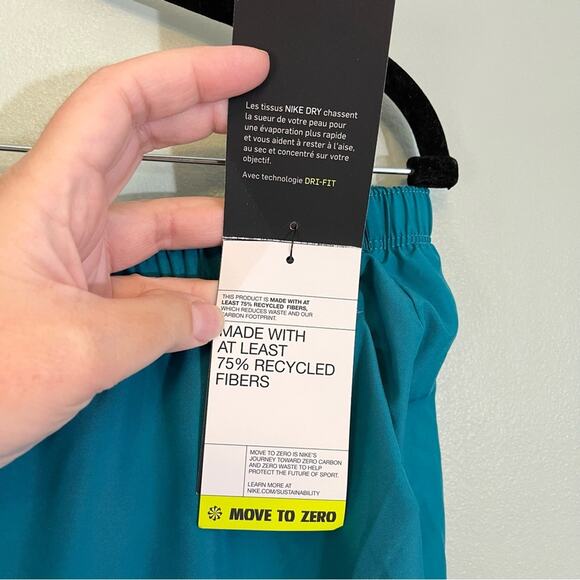 Les tissus NIKE DRY chassent
la sueur de votre peau pour
une évaporation plus rapide
et vous aident à rester à l'aise,
au sec et concentré sur votre
objectif.
Avec technologie DRI-FIT
THIS PRODUCT IS MADE WITH AT
LEAST 75% RECYCLED FIBERS,
WHICH REDUCES WASTE AND OUR
CARBON FOOTPRINT.
MADE WITH
AT LEAST
75% RECYCLED
FIBERS
MOVE TO ZERO IS NIKE'S
JOURNEY TOWARD ZERO CARBON
AND ZERO WASTE TO HELP
PROTECT THE FUTURE OF SPORT.
LEARN MORE AT
NIKE.COM/SUSTAINABILITY
MOVE TO ZERO